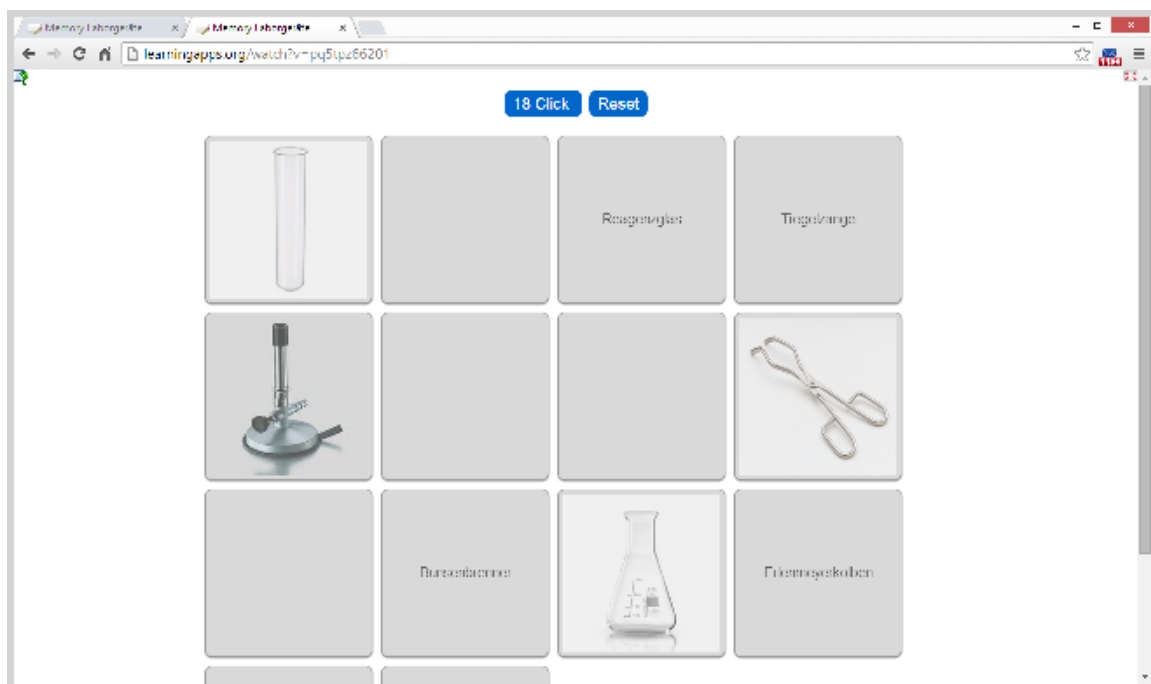 Memory Laborgeräte x
Memory Laborgeräte x
learningapps.org/watch?v=pq5tpz66201
18 Click Reset
Reagenzglas
Tiegelzange
Bunsenbrenner
Erlenmeyerkolben